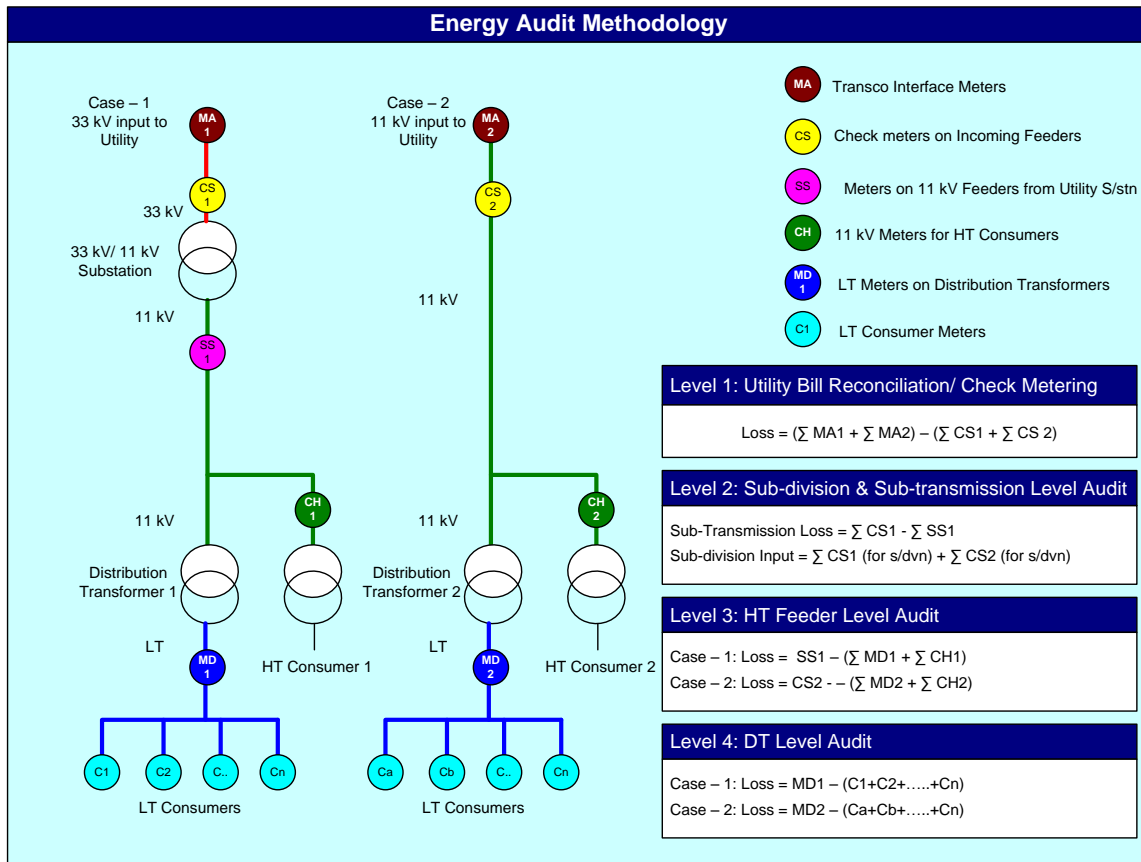 Energy Audit Methodology
Case – 1
33 kV input to
Utility
MA
1
CS
1
33 kV
33 kV/ 11 kV
Substation
11 kV
SS
1
11 kV
CH
1
Distribution
Transformer 1
LT
HT Consumer 1
MD
1
C1
C2
C..
Cn
LT Consumers
Case – 2
11 kV input to
Utility
MA
2
CS
2
11 kV
11 kV
CH
2
Distribution
Transformer 2
LT
HT Consumer 2
MD
2
Ca
Cb
C..
Cn
LT Consumers
MA
Transco Interface Meters
CS
Check meters on Incoming Feeders
SS
Meters on 11 kV Feeders from Utility S/stn
CH
11 kV Meters for HT Consumers
MD
1
LT Meters on Distribution Transformers
C1
LT Consumer Meters
Level 1: Utility Bill Reconciliation/ Check Metering
Loss = (∑ MA1 + ∑ MA2) – (∑ CS1 + ∑ CS 2)
Level 2: Sub-division & Sub-transmission Level Audit
Sub-Transmission Loss = ∑ CS1 - ∑ SS1
Sub-division Input = ∑ CS1 (for s/dvn) + ∑ CS2 (for s/dvn)
Level 3: HT Feeder Level Audit
Case – 1: Loss = SS1 – (∑ MD1 + ∑ CH1)
Case – 2: Loss = CS2 - – (∑ MD2 + ∑ CH2)
Level 4: DT Level Audit
Case – 1: Loss = MD1 – (C1+C2+…..+Cn)
Case – 2: Loss = MD2 – (Ca+Cb+…..+Cn)